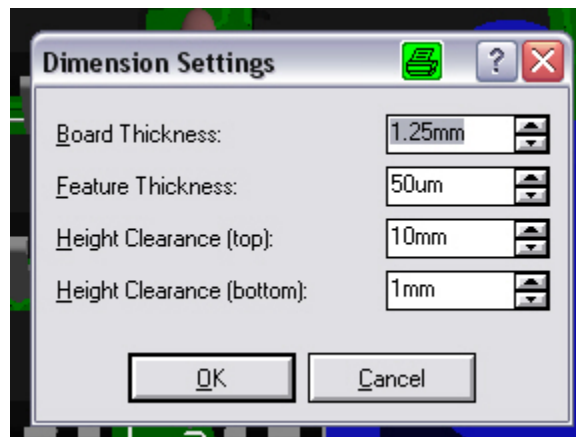 Dimension Settings
?
Board Thickness: 1.25mm
Feature Thickness: 50um
Height Clearance (top): 10mm
Height Clearance (bottom): 1mm
OK Cancel